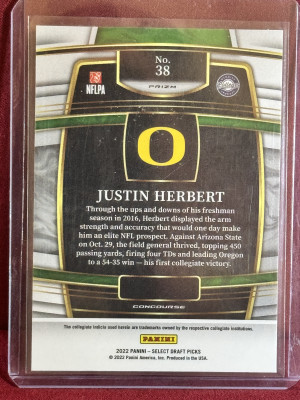 No.
38
PRIZM
NFLPA
O
JUSTIN HERBERT
Through the ups and downs of his freshman
season in 2016, Herbert displayed the arm
strength and accuracy that would one day make
him an elite NFL prospect. Against Arizona State
on Oct. 29, the field general thrived, topping 450
passing yards, firing four TDs and leading Oregon
to a 54-35 win — his first collegiate victory.
CONCOURSE
The collegiate indicia used herein are trademarks owned by the respective collegiate institutions.
PANINI
2022 PANINI – SELECT DRAFT PICKS
© 2022 Panini America, Inc. Produced in the USA.